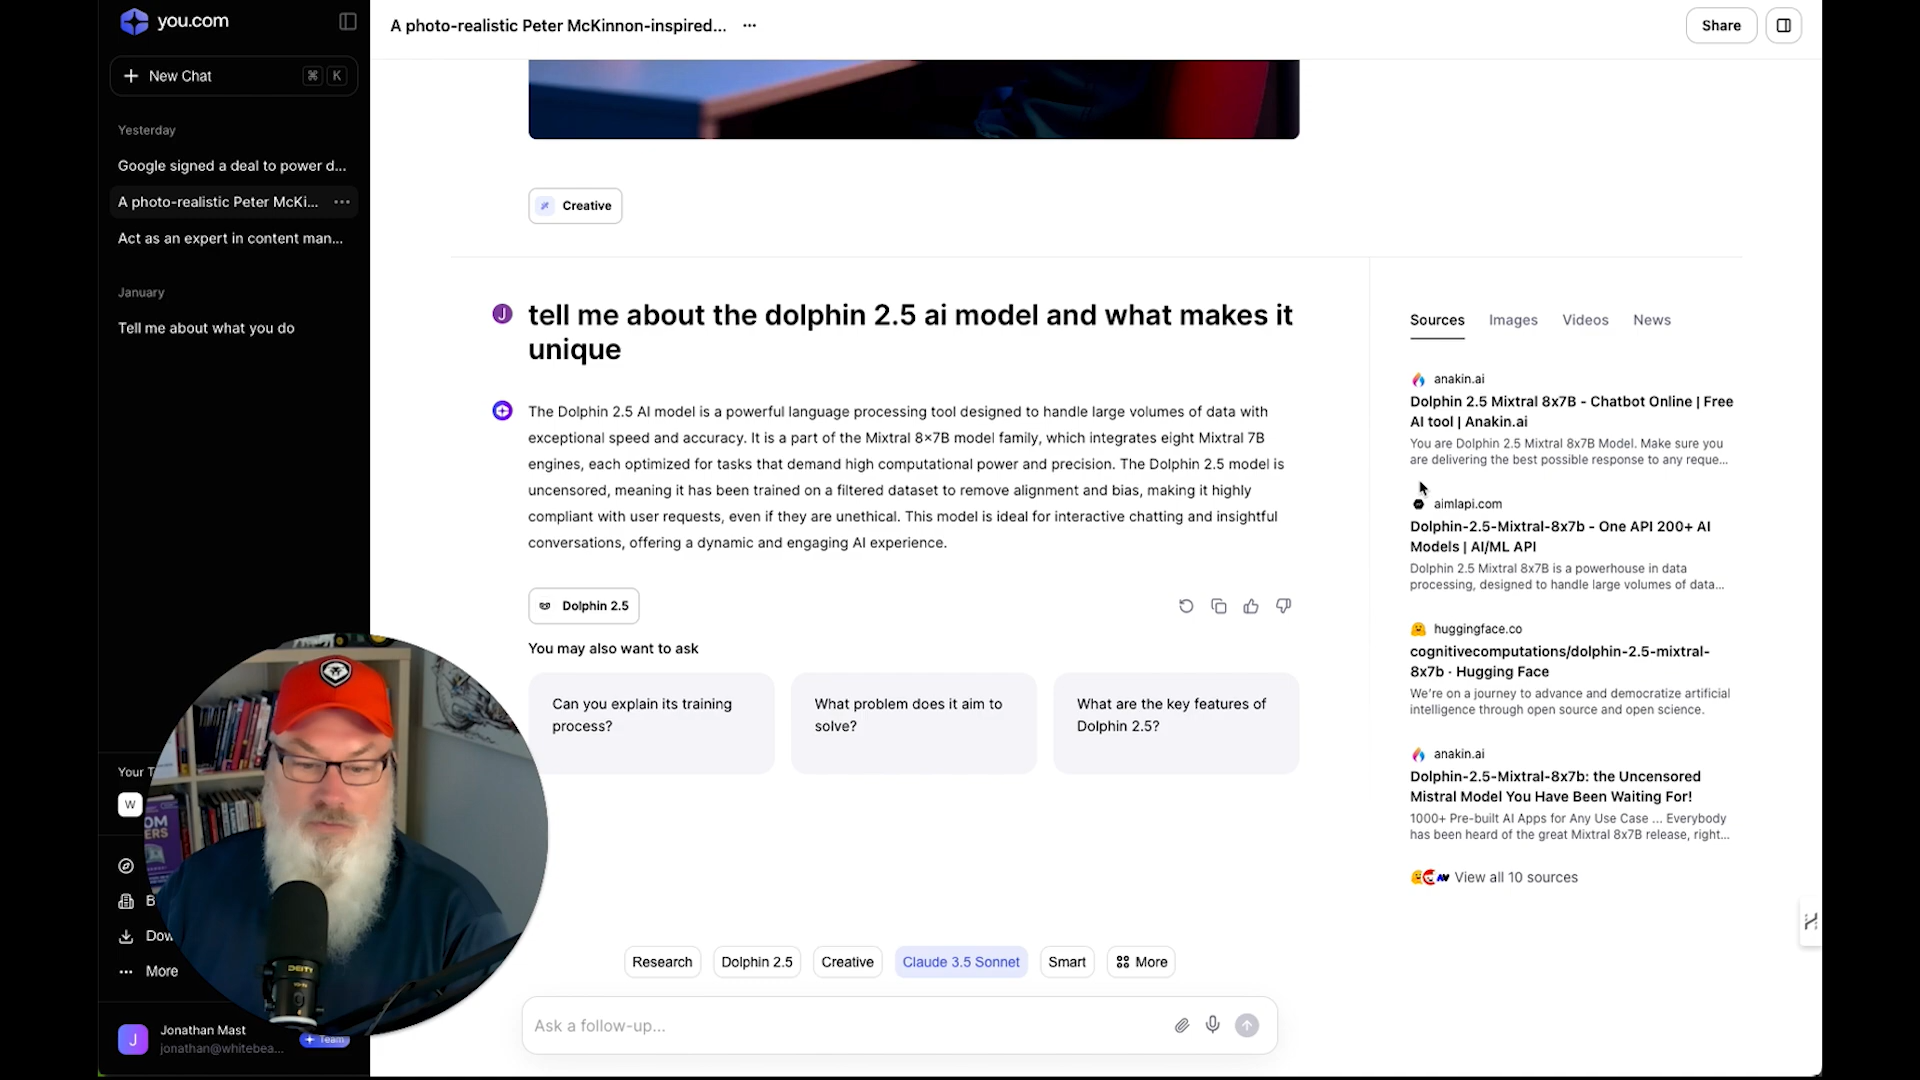 you.com
New Chat
⌘ K
Yesterday
Google signed a deal to power d...
A photo-realistic Peter McKi...
Act as an expert in content man...
January
Tell me about what you do
W
More
J
Jonathan Mast
jonathan@whitebea...
Team
A photo-realistic Peter McKinnon-inspired...
Share
Creative
J
tell me about the dolphin 2.5 ai model and what makes it
unique
The Dolphin 2.5 AI model is a powerful language processing tool designed to handle large volumes of data with
exceptional speed and accuracy. It is a part of the Mixtral 8×7B model family, which integrates eight Mixtral 7B
engines, each optimized for tasks that demand high computational power and precision. The Dolphin 2.5 model is
uncensored, meaning it has been trained on a filtered dataset to remove alignment and bias, making it highly
compliant with user requests, even if they are unethical. This model is ideal for interactive chatting and insightful
conversations, offering a dynamic and engaging AI experience.
Dolphin 2.5
You may also want to ask
Can you explain its training
process?
What problem does it aim to
solve?
What are the key features of
Dolphin 2.5?
Research
Dolphin 2.5
Creative
Claude 3.5 Sonnet
Smart
More
Ask a follow-up...
Sources
Images
Videos
News
anakin.ai
Dolphin 2.5 Mixtral 8x7B - Chatbot Online | Free
AI tool | Anakin.ai
You are Dolphin 2.5 Mixtral 8x7B Model. Make sure you
are delivering the best possible response to any reque...
aimlapi.com
Dolphin-2.5-Mixtral-8x7b - One API 200+ AI
Models | AI/ML API
Dolphin 2.5 Mixtral 8x7B is a powerhouse in data
processing, designed to handle large volumes of data...
huggingface.co
cognitivecomputations/dolphin-2.5-mixtral-
8x7b · Hugging Face
We're on a journey to advance and democratize artificial
intelligence through open source and open science.
anakin.ai
Dolphin-2.5-Mixtral-8x7b: the Uncensored
Mistral Model You Have Been Waiting For!
1000+ Pre-built AI Apps for Any Use Case ... Everybody
has been heard of the great Mixtral 8x7B release, right...
View all 10 sources
Your
DEITY